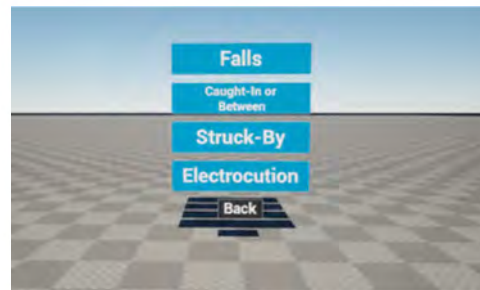 Falls
Caught-In or
Between
Struck-By
Electrocution
Back